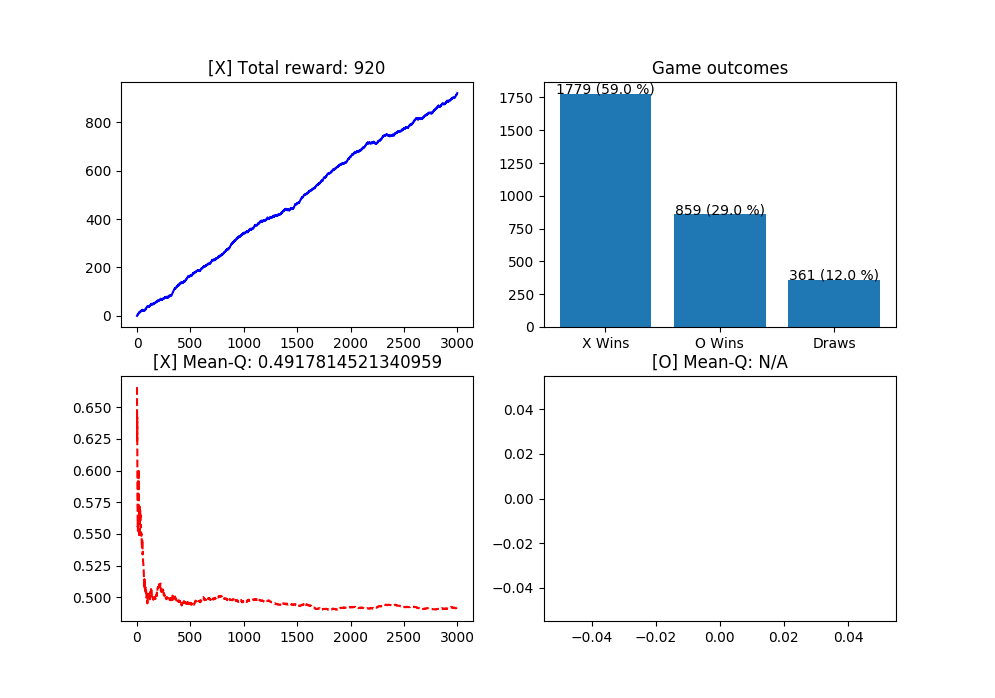 [X] Total reward: 920
800
600
400
200
0
0 500 1000 1500 2000 2500 3000
Game outcomes
1779 (59.0 %)
859 (29.0 %)
361 (12.0 %)
1750
1500
1250
1000
750
500
250
0
X Wins O Wins Draws
[X] Mean-Q: 0.4917814521340959
0.650
0.625
0.600
0.575
0.550
0.525
0.500
0 500 1000 1500 2000 2500 3000
[O] Mean-Q: N/A
0.04
0.02
0.00
−0.02
−0.04
−0.04 −0.02 0.00 0.02 0.04